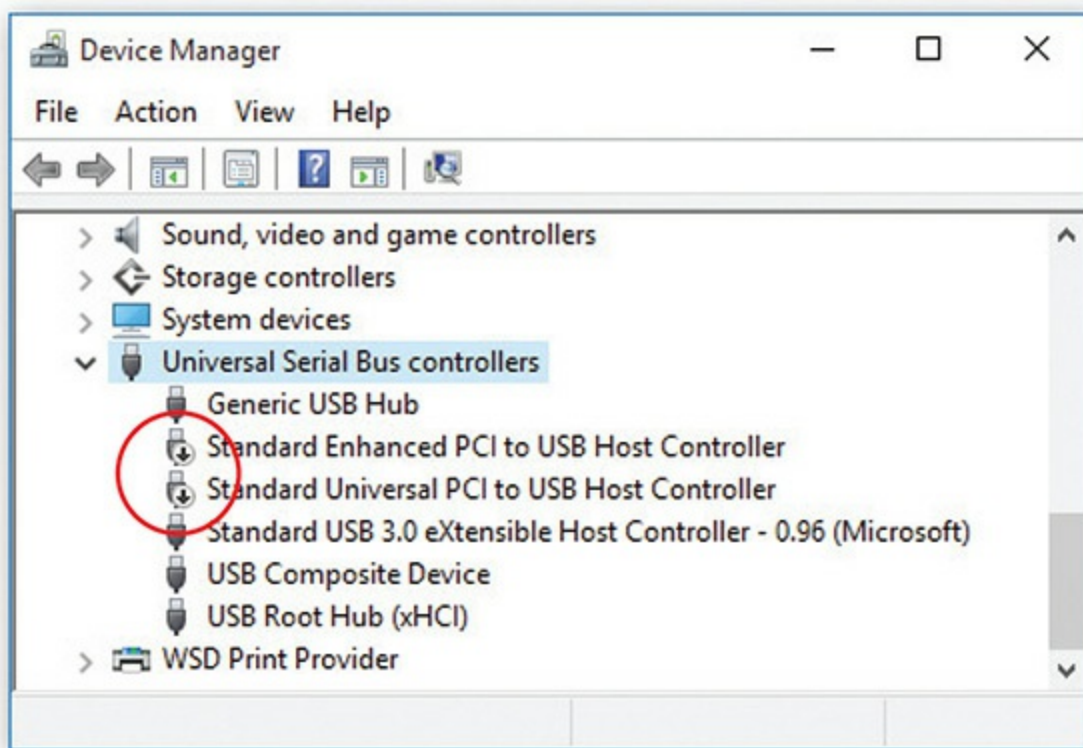 Device Manager
File Action View Help
Sound, video and game controllers
Storage controllers
System devices
Universal Serial Bus controllers
Generic USB Hub
Standard Enhanced PCI to USB Host Controller
Standard Universal PCI to USB Host Controller
Standard USB 3.0 eXtensible Host Controller - 0.96 (Microsoft)
USB Composite Device
USB Root Hub (xHCI)
WSD Print Provider